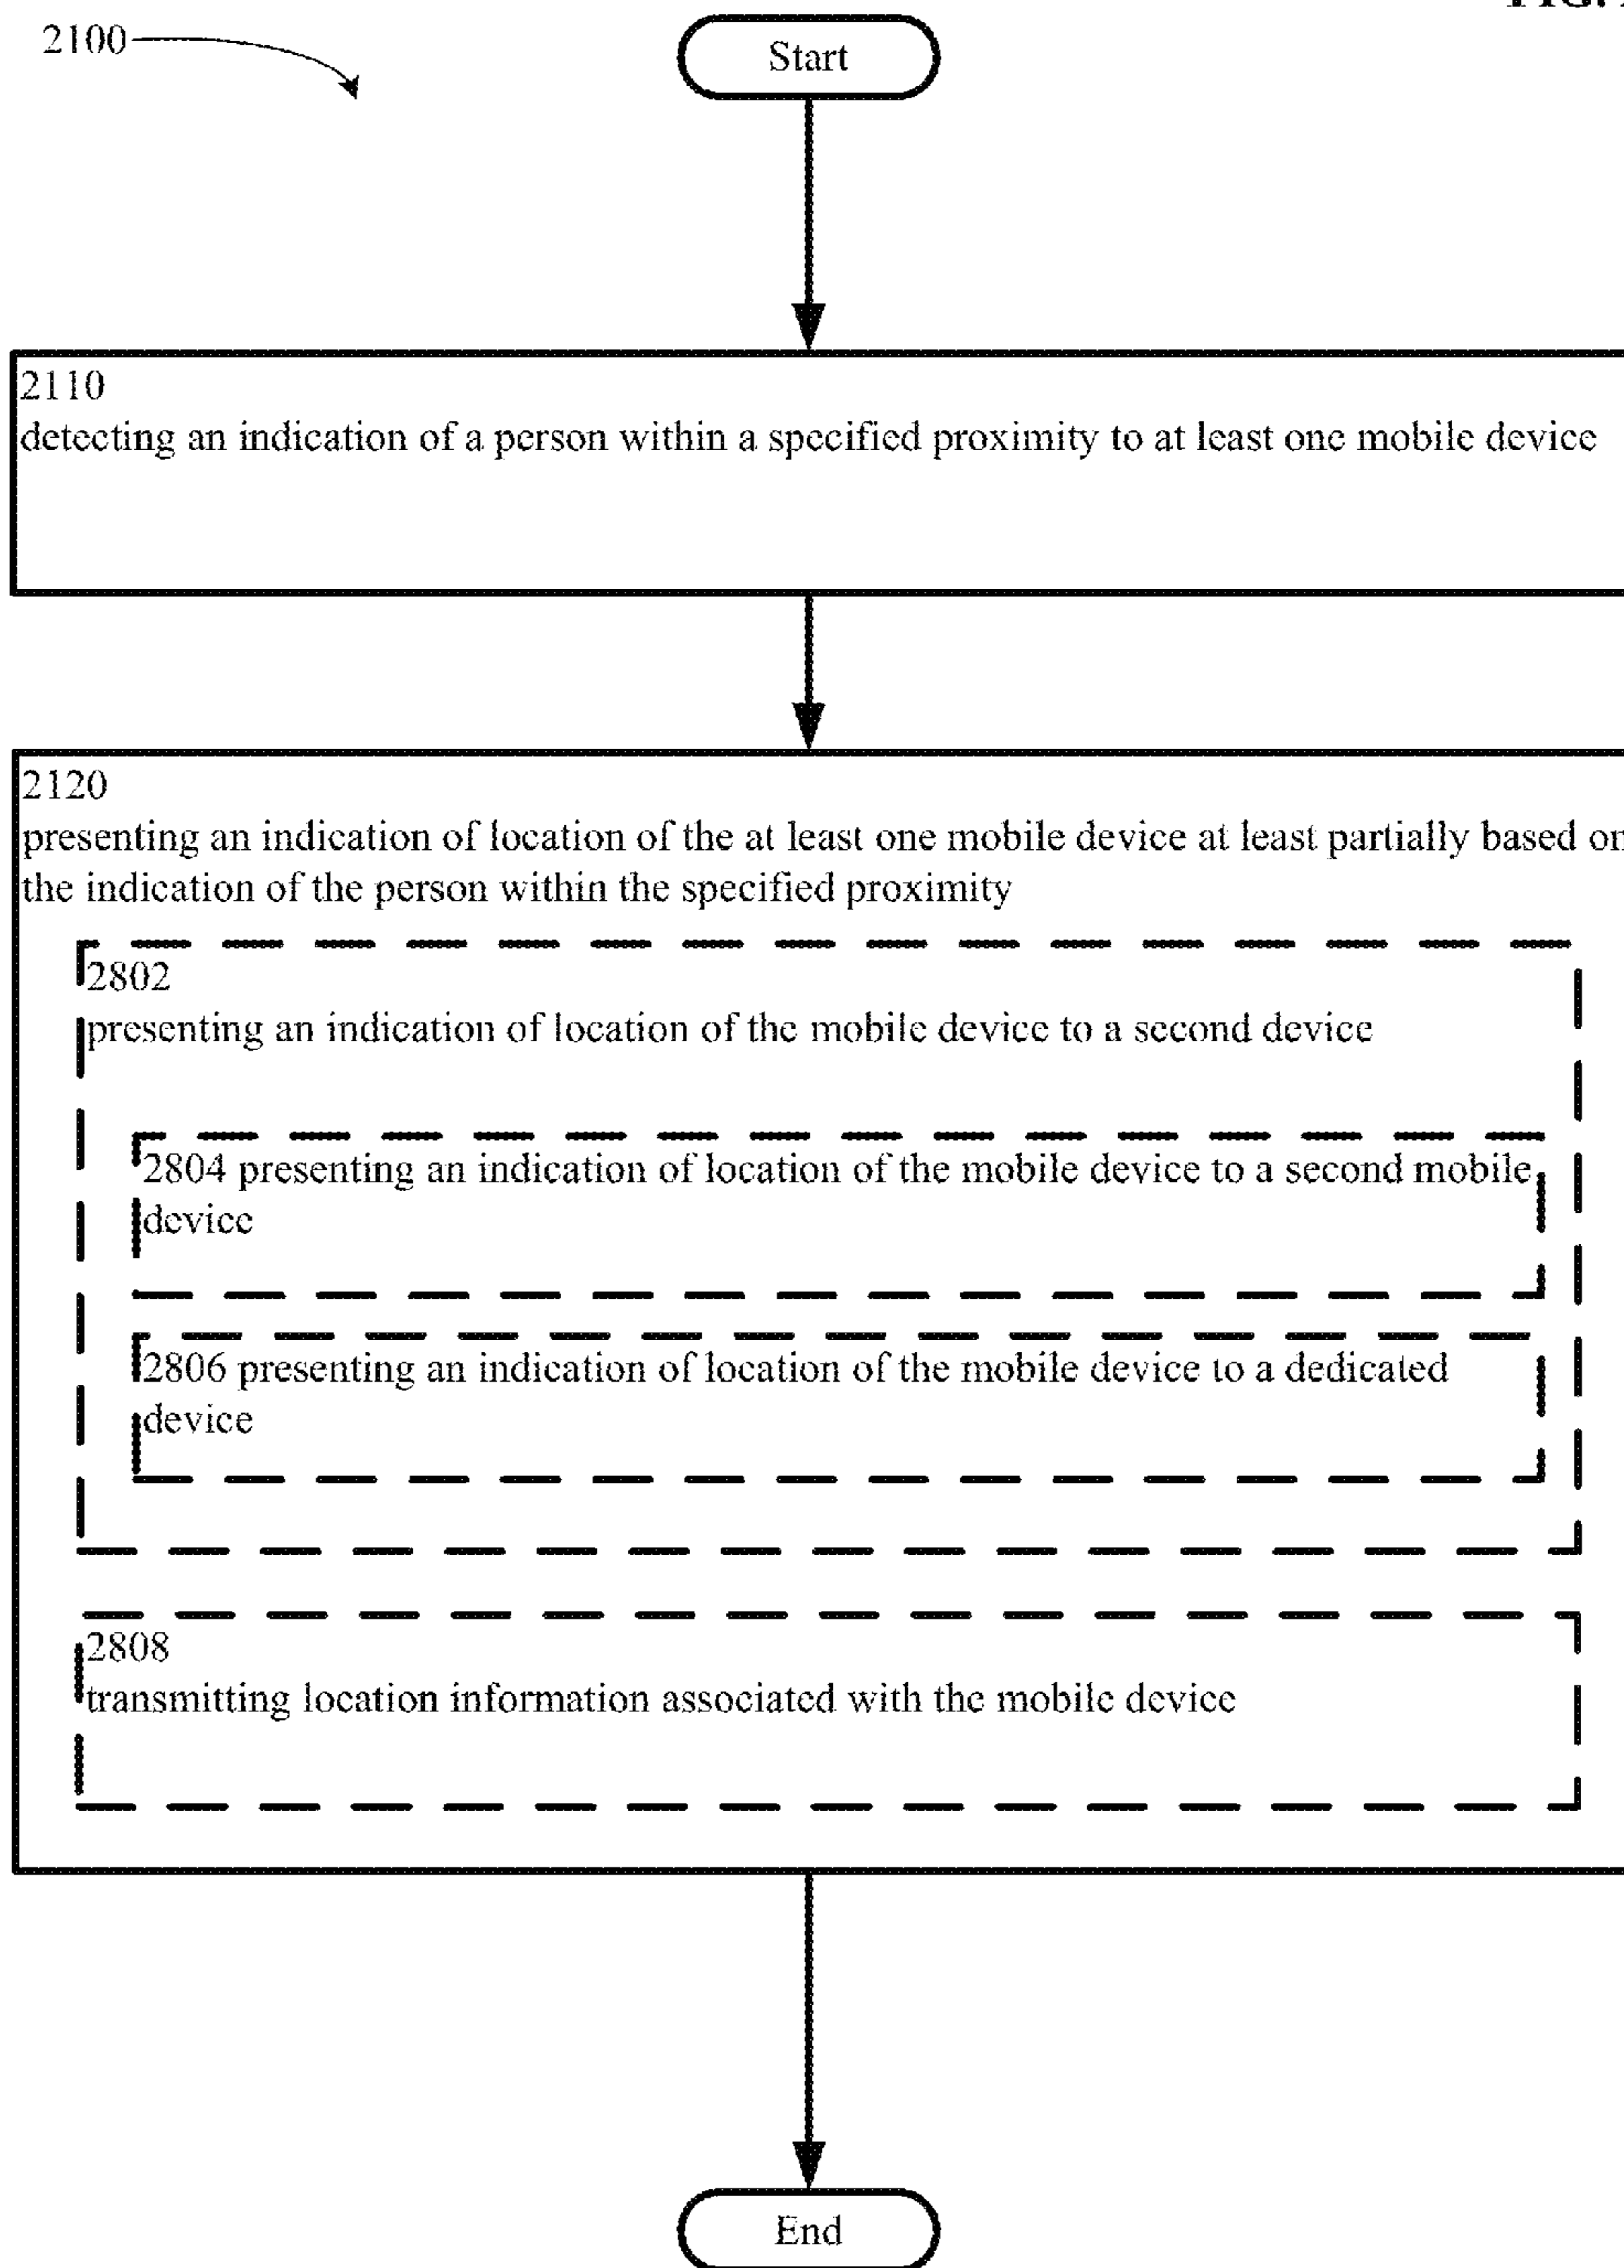 FIG.
2100
Start
2110
detecting an indication of a person within a specified proximity to at least one mobile device
2120
presenting an indication of location of the at least one mobile device at least partially based on
the indication of the person within the specified proximity
2802
presenting an indication of location of the mobile device to a second device
2804 presenting an indication of location of the mobile device to a second mobile
device
2806 presenting an indication of location of the mobile device to a dedicated
device
2808
transmitting location information associated with the mobile device
End